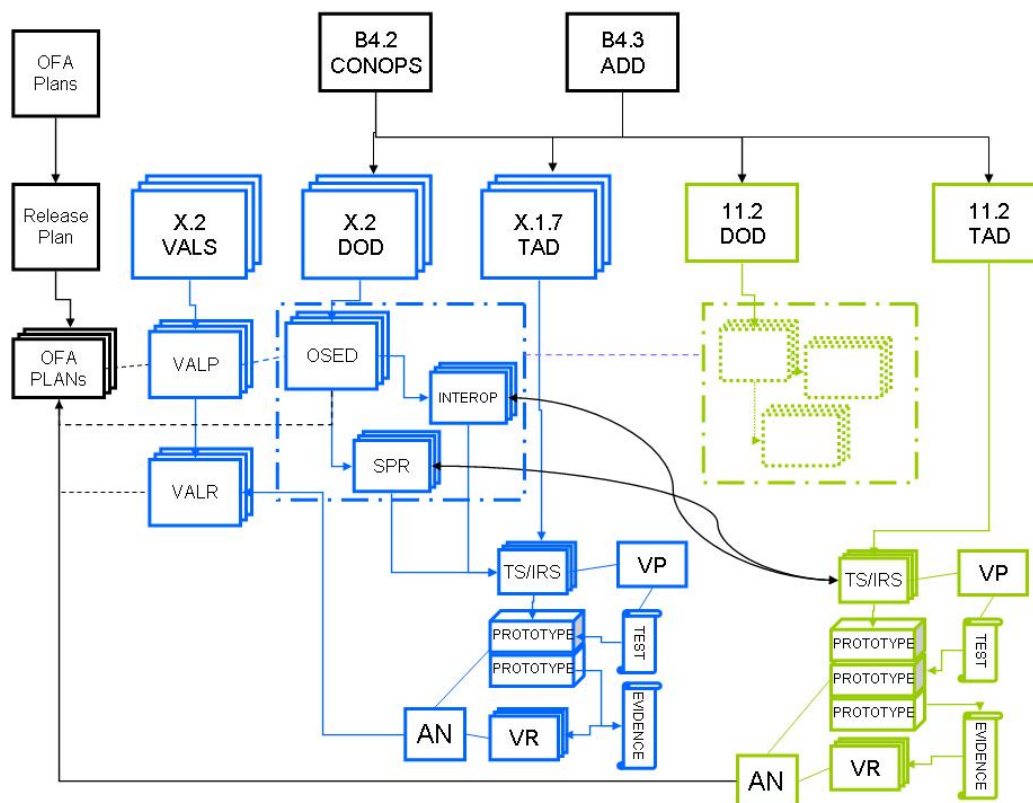 OFA
Plans
B4.2
CONOPS
B4.3
ADD
Release
Plan
X.2
VALS
X.2
DOD
X.1.7
TAD
11.2
DOD
11.2
TAD
OFA
PLANs
VALP
OSED
INTEROP
SPR
VALR
TS/IRS
VP
PROTOTYPE
PROTOTYPE
TEST
EVIDENCE
AN
VR
TS/IRS
VP
PROTOTYPE
PROTOTYPE
PROTOTYPE
TEST
EVIDENCE
AN
VR